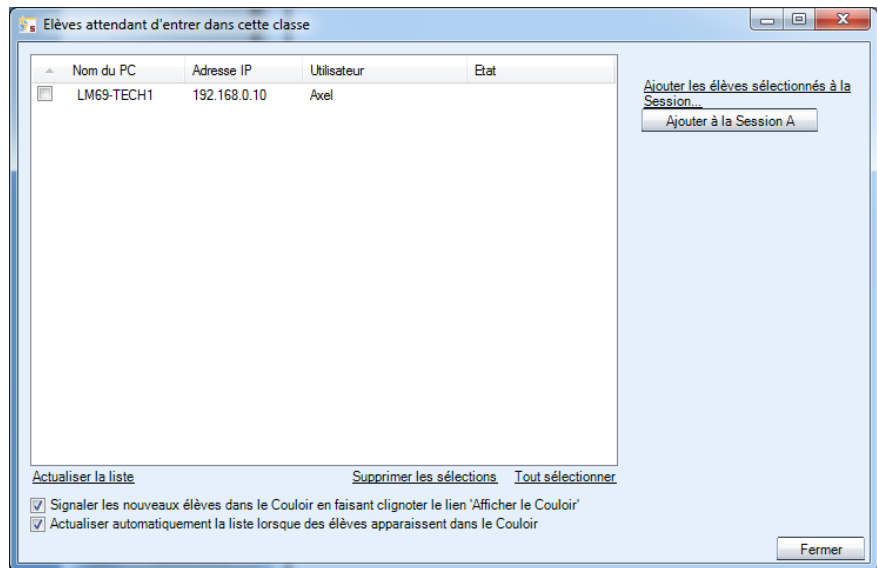 Elèves attendant d'entrer dans cette classe
Nom du PC Adresse IP Utilisateur Etat
LM69-TECH1 192.168.0.10 Axel
Ajouter les élèves sélectionnés à la
Session...
Ajouter à la Session A
Actualiser la liste Supprimer les sélections Tout sélectionner
Signaler les nouveaux élèves dans le Couloir en faisant clignoter le lien 'Afficher le Couloir'
Actualiser automatiquement la liste lorsque des élèves apparaissent dans le Couloir
Fermer